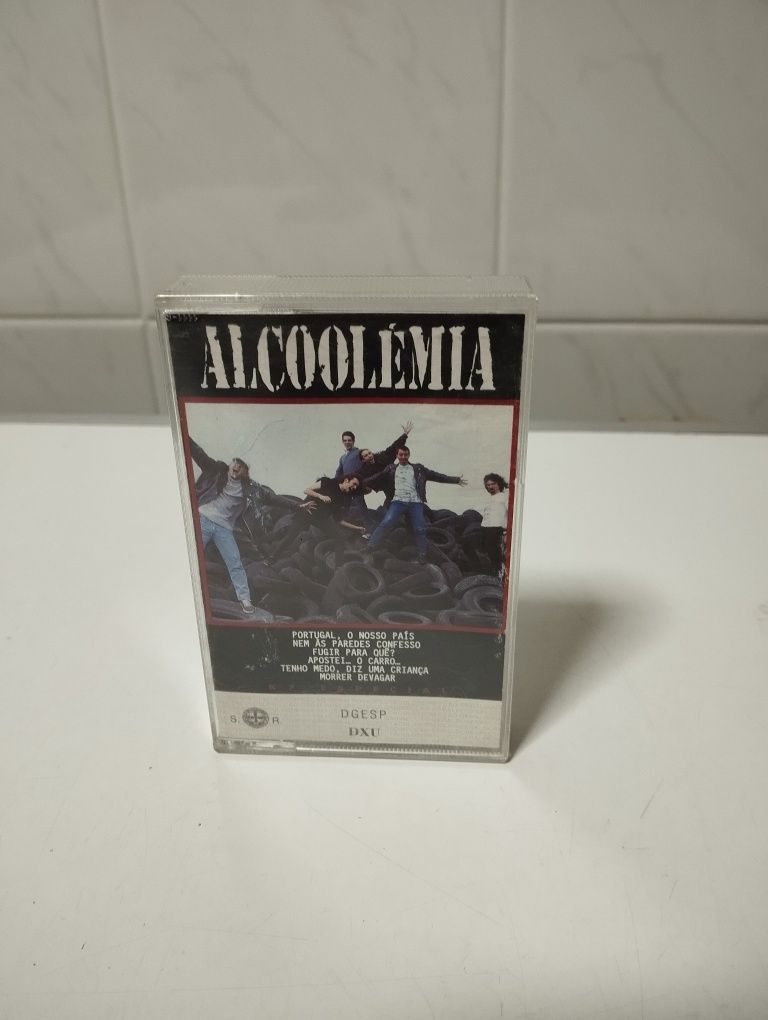 ALCOOLÉMIA
PORTUGAL, O NOSSO PAÍS
NEM ÀS PAREDES CONFESSO
FUGIR PARA QUÊ?
APOSTEI… O CARRO…
TENHO MEDO, DIZ UMA CRIANÇA
MORRER DEVAGAR
S. R
DGESP
DXU